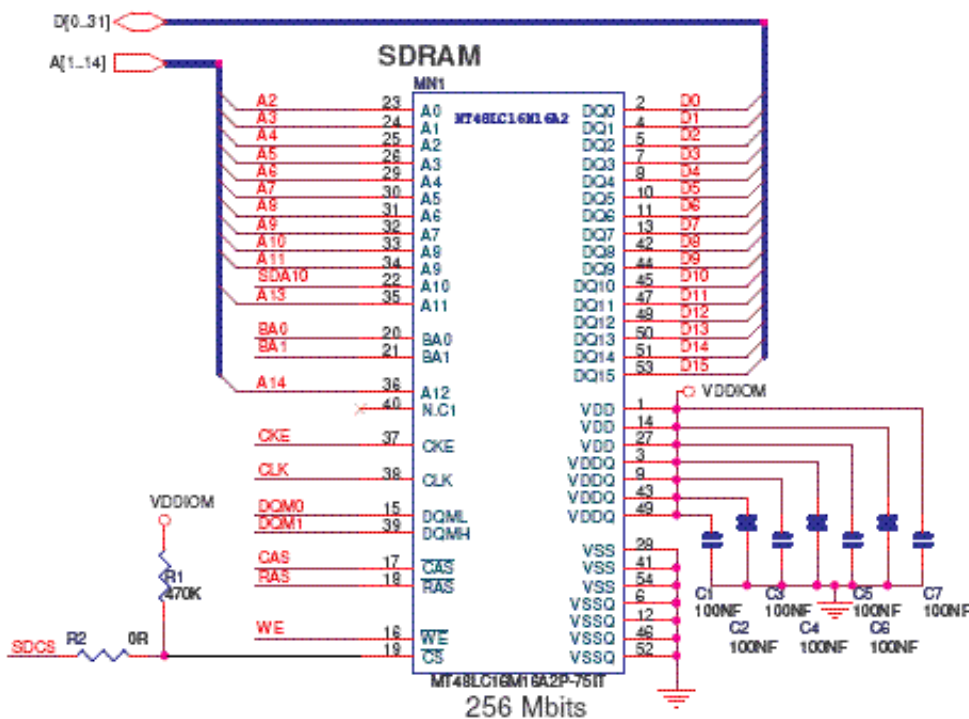 D[0..31]
A[1..14]
SDRAM
MN1
MT48LC16M16A2
A2 23 A0 DQ0 2 D0
A3 24 A1 DQ1 4 D1
A4 25 A2 DQ2 5 D2
A5 26 A3 DQ3 7 D3
A6 29 A4 DQ4 8 D4
A7 30 A5 DQ5 10 D5
A8 31 A6 DQ6 11 D6
A9 32 A7 DQ7 13 D7
A10 33 A8 DQ8 42 D8
A11 34 A9 DQ9 44 D9
SDA10 22 A10 DQ10 45 D10
A13 35 A11 DQ11 47 D11
DQ12 48 D12
BA0 20 BA0 DQ13 50 D13
BA1 21 BA1 DQ14 51 D14
DQ15 53 D15
A14 36 A12 VDDIOM
40 N.C1 VDD 1
VDD 14
CKE 37 CKE VDD 27
VDDQ 3
CLK 38 CLK VDDQ 9
VDDIOM VDDQ 43
DQM0 15 DQML VDDQ 49
DQM1 39 DQMH
VSS 28
CAS 17 CAS VSS 41
RAS 18 RAS VSS 54
R1 VSSQ 6
470K VSSQ 12
WE 16 WE VSSQ 46
SDCS R2 0R 19 CS VSSQ 52
C1 C3 C5 C7
100NF 100NF 100NF 100NF
C2 C4 C6
100NF 100NF 100NF
MT48LC16M16A2P-75IT
256 Mbits